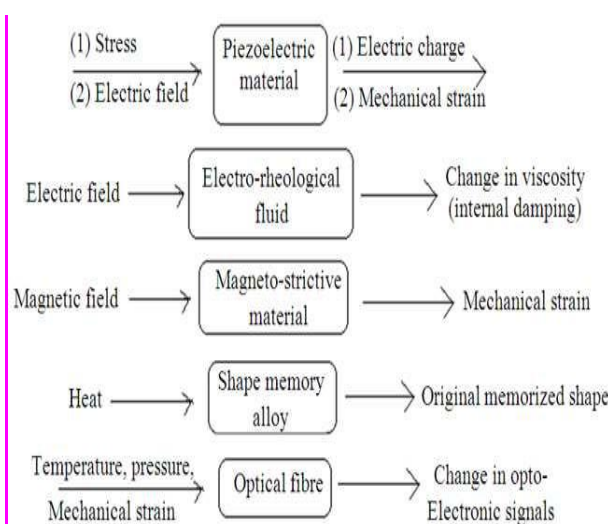 (1) Stress
(2) Electric field
Piezoelectric
material
(1) Electric charge
(2) Mechanical strain
Electric field
Electro-rheological
fluid
Change in viscosity
(internal damping)
Magnetic field
Magneto-strictive
material
Mechanical strain
Heat
Shape memory
alloy
Original memorized shape
Temperature, pressure,
Mechanical strain
Optical fibre
Change in opto-
Electronic signals